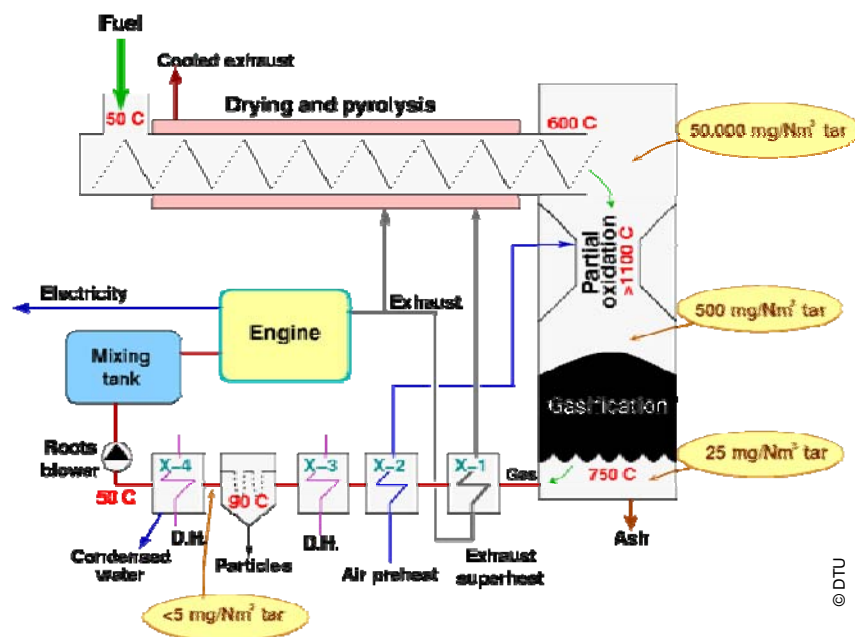 Fuel
Cooled exhaust
Drying and pyrolysis
50 C
600 C
50.000 mg/Nm³ tar
Partial
oxidation
>1100 C
Electricity
Exhaust
Engine
500 mg/Nm³ tar
Mixing
tank
Gasification
Roots
blower
X-4
X-3
X-2
X-1
Gas
750 C
25 mg/Nm³ tar
50 C
90 C
D.H.
D.H.
Ash
Condensed
water
Particles
Air preheat
Exhaust
superheat
<5 mg/Nm³ tar
© DTU